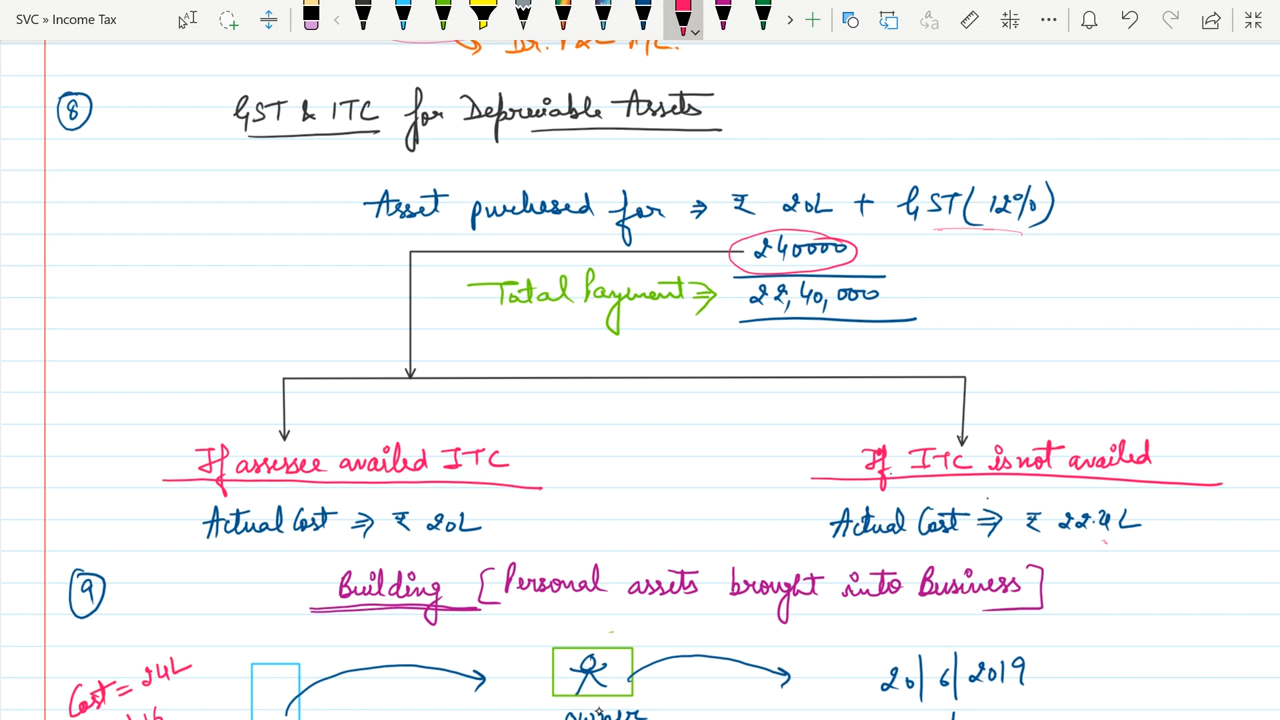 SVC » Income Tax
8 GST & ITC for Depreciable Assets
Asset purchased for ⇒ ₹ 20L + GST (12%)
240000
Total Payment ⇒ 22,40,000
If assessee availed ITC
If ITC is not availed
Actual Cost ⇒ ₹ 20L
Actual Cost ⇒ ₹ 22.4L
9 Building [Personal assets brought into Business]
Cost = 24L
20/6/2019
owner